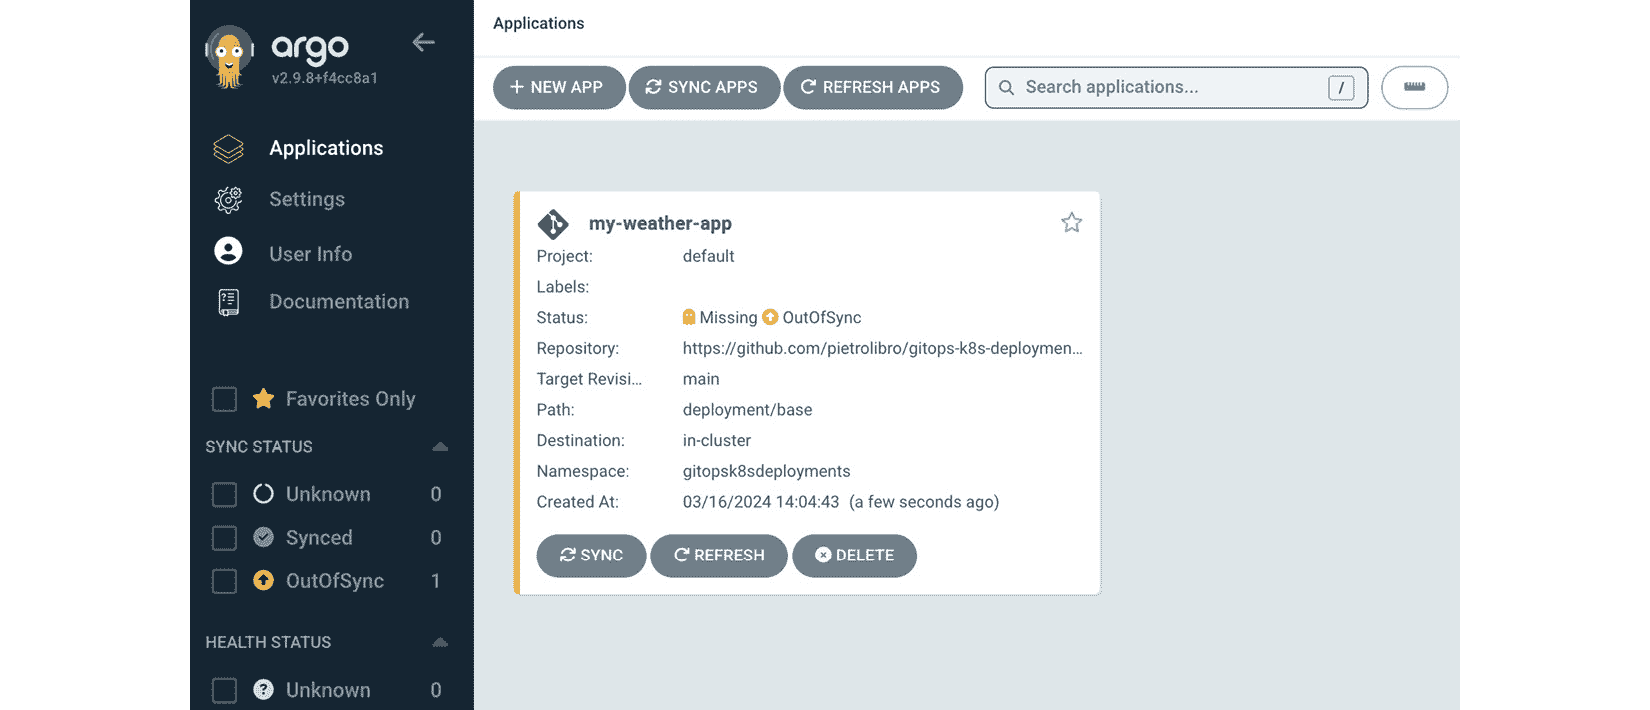 argo
v2.9.8+f4cc8a1
Applications
Settings
User Info
Documentation
Favorites Only
SYNC STATUS
Unknown 0
Synced 0
OutOfSync 1
HEALTH STATUS
Unknown 0
Applications
+ NEW APP SYNC APPS REFRESH APPS Search applications... /
my-weather-app
Project: default
Labels:
Status: Missing OutOfSync
Repository: https://github.com/pietrolibro/gitops-k8s-deploymen...
Target Revisi... main
Path: deployment/base
Destination: in-cluster
Namespace: gitopsk8sdeployments
Created At: 03/16/2024 14:04:43 (a few seconds ago)
SYNC REFRESH DELETE